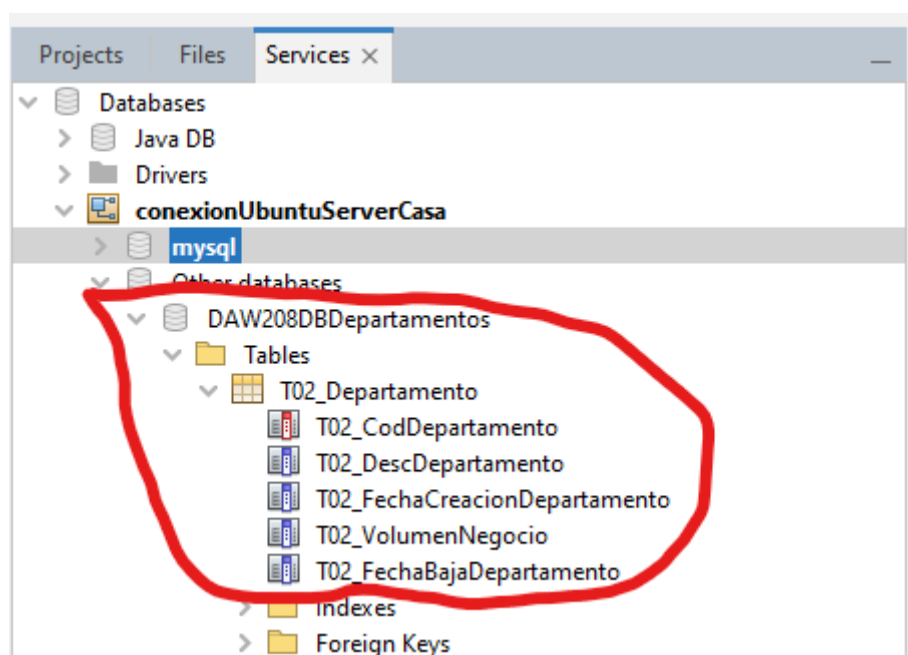 Projects Files Services
Databases
Java DB
Drivers
conexionUbuntuServerCasa
mysql
Other databases
DAW208DBDepartamentos
Tables
T02_Departamento
T02_CodDepartamento
T02_DescDepartamento
T02_FechaCreacionDepartamento
T02_VolumenNegocio
T02_FechaBajaDepartamento
Indexes
Foreign Keys